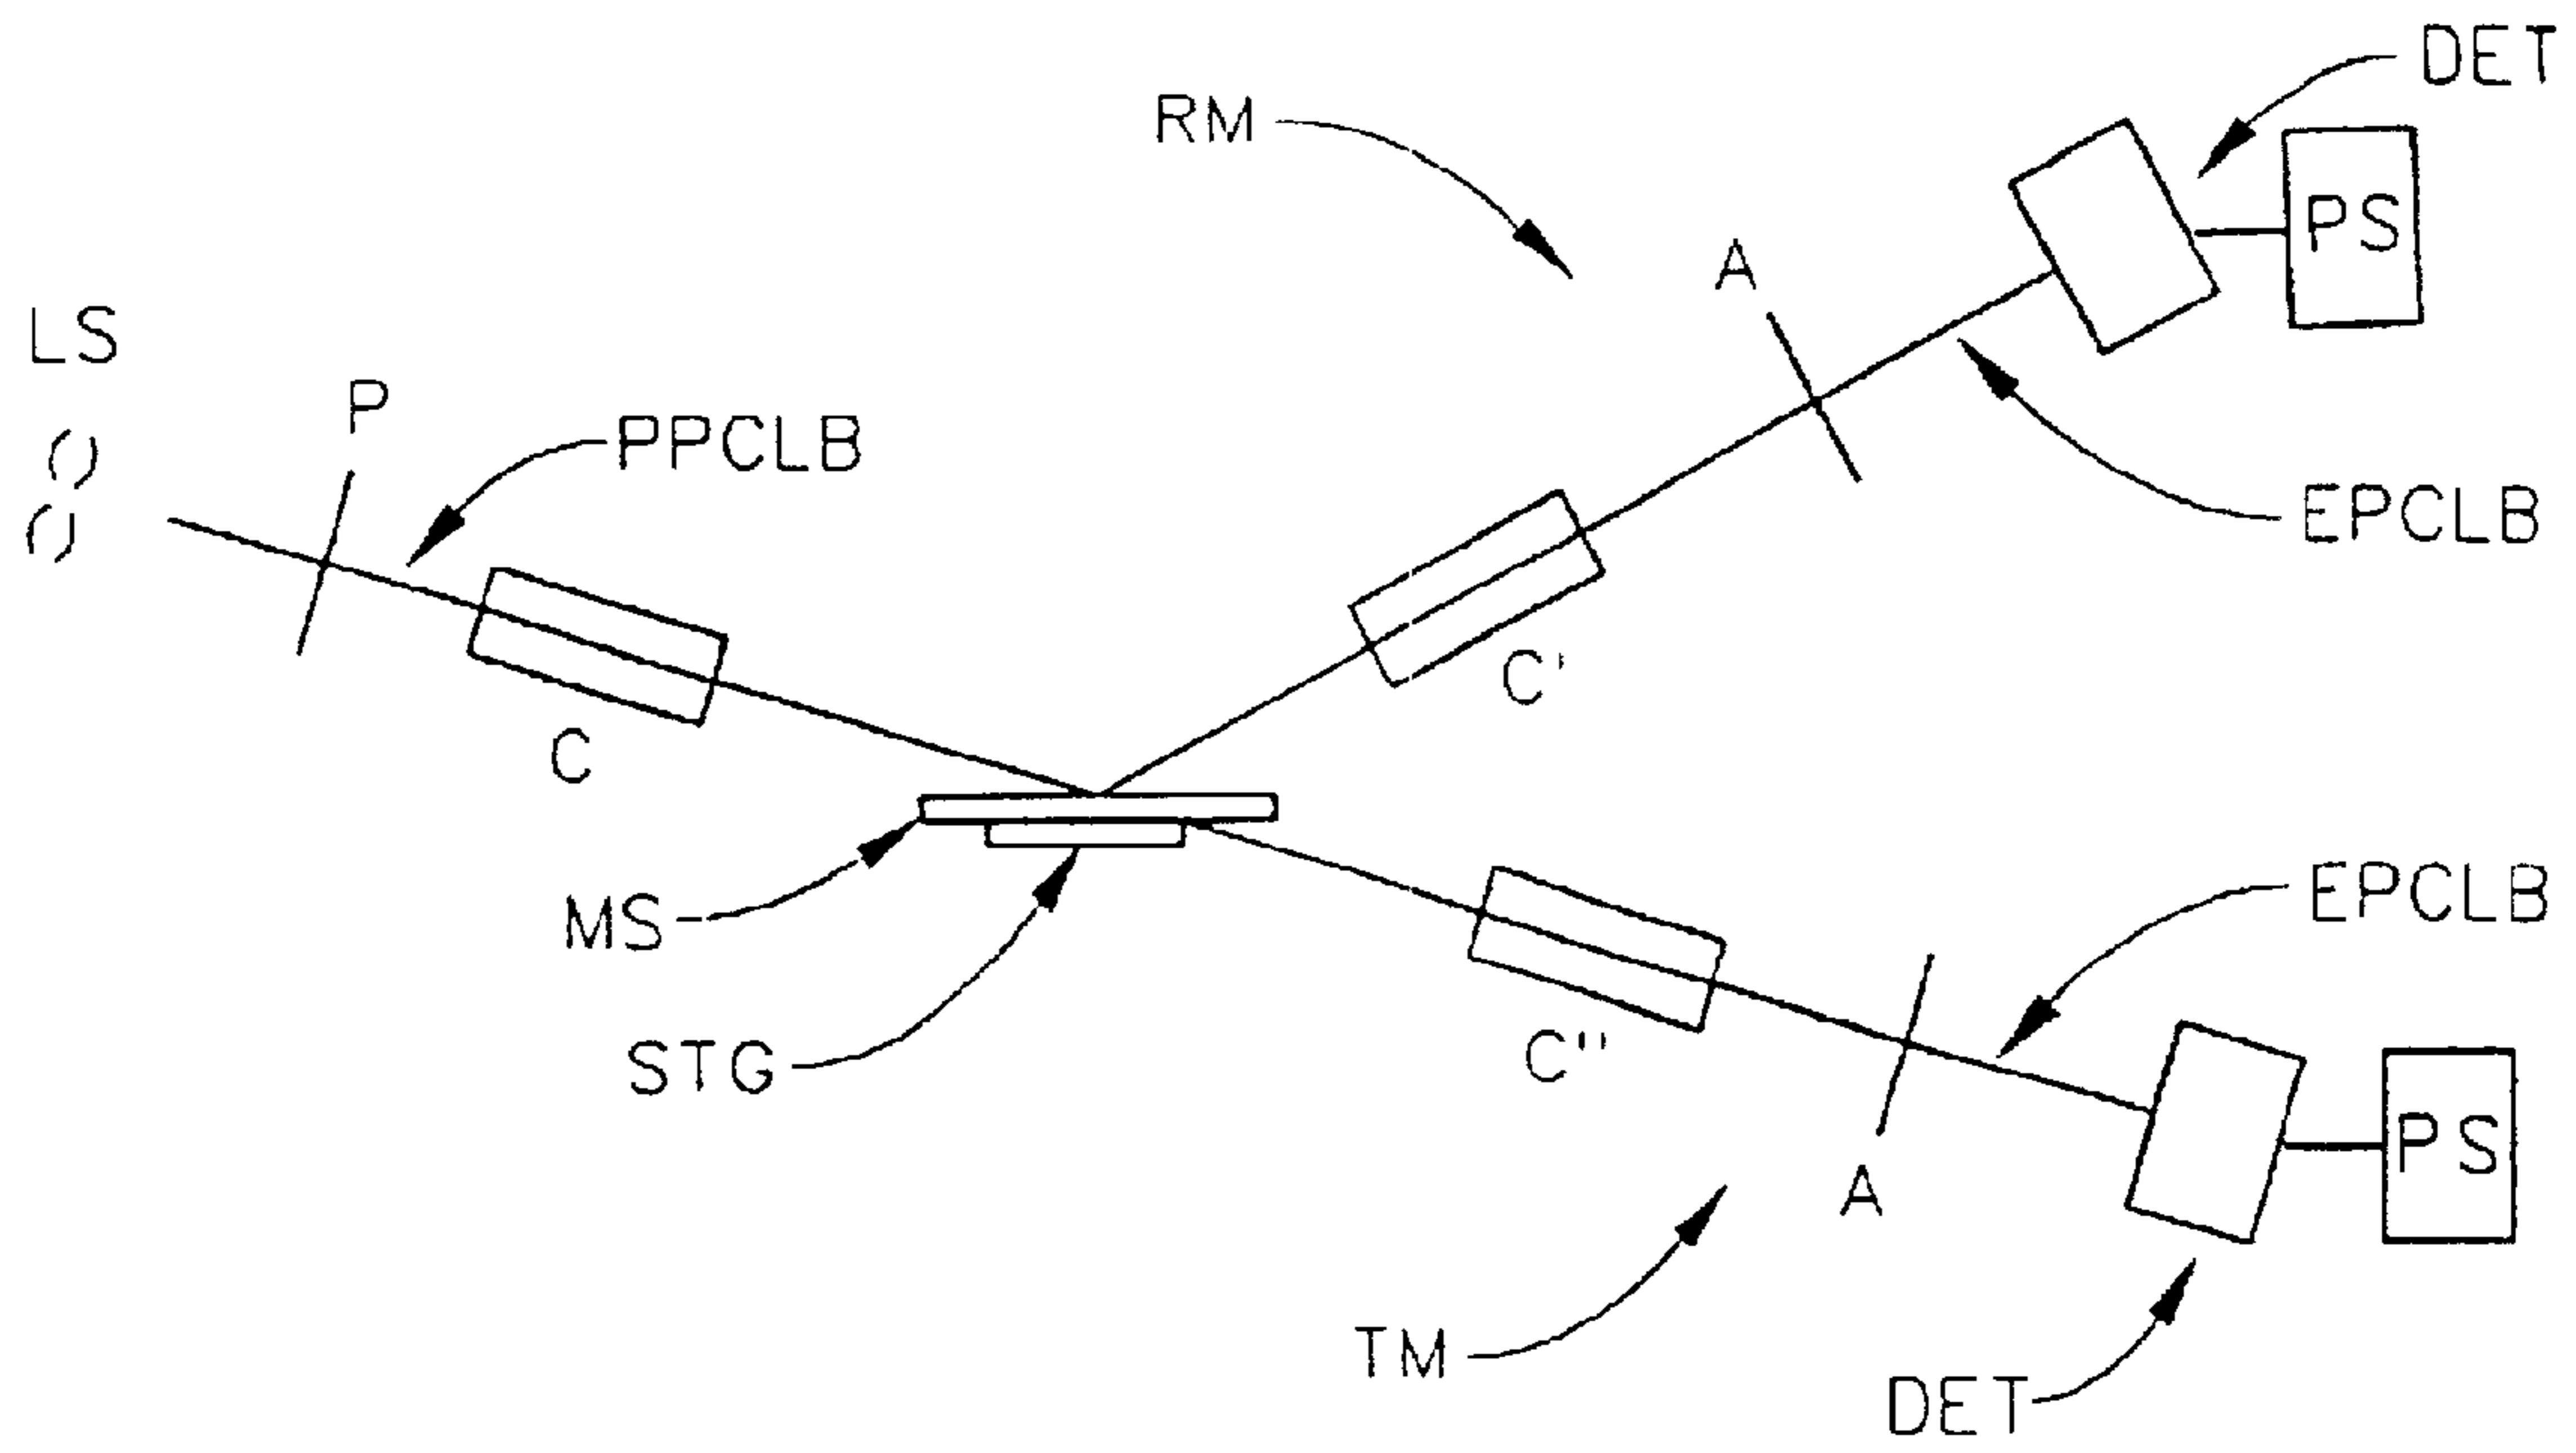 DET
RM
PS
A
LS
P
PPCLB
EPCLB
C'
C
EPCLB
MS
STG
C"
PS
A
TM
DET